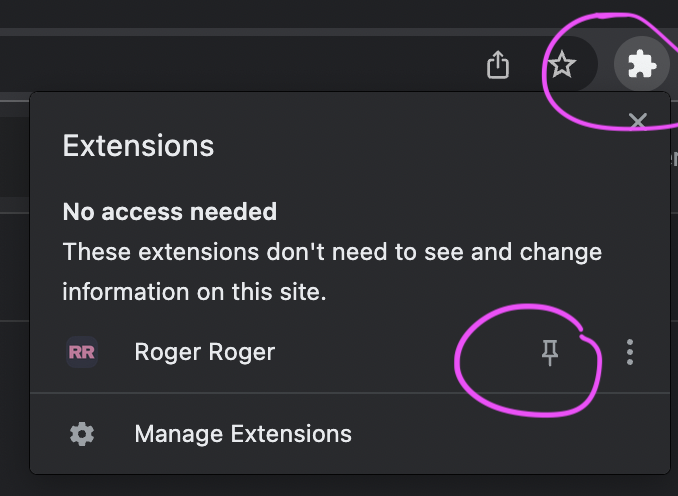 Extensions
No access needed
These extensions don't need to see and change
information on this site.
RR Roger Roger
Manage Extensions